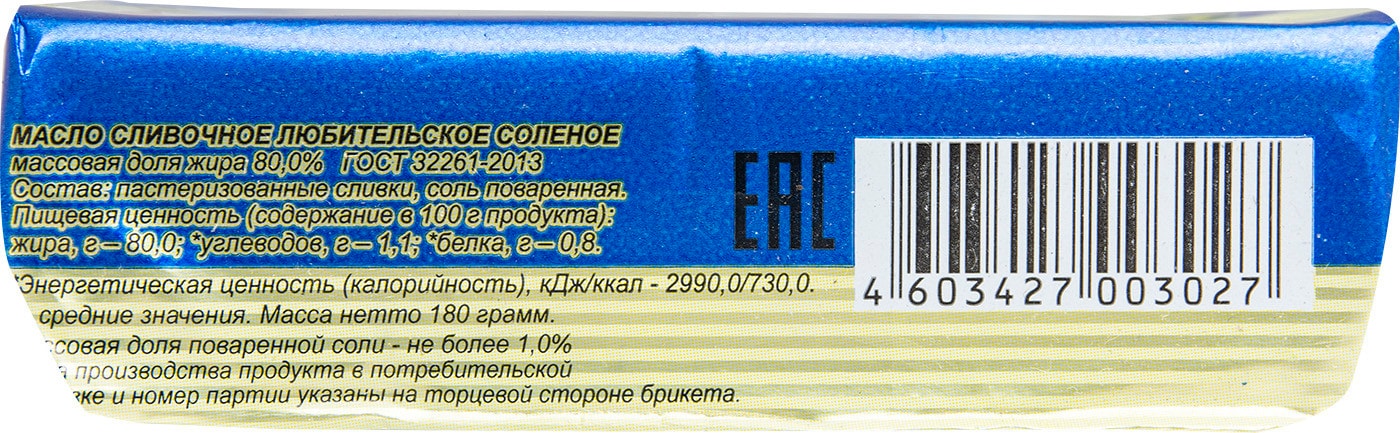 МАСЛО СЛИВОЧНОЕ ЛЮБИТЕЛЬСКОЕ СОЛЕНОЕ
массовая доля жира 80,0% ГОСТ 32261-2013
Состав: пастеризованные сливки, соль поваренная.
Пищевая ценность (содержание в 100 г продукта):
жира, г – 80,0; *углеводов, г – 1,1; *белка, г – 0,8.
*Энергетическая ценность (калорийность), кДж/ккал - 2990,0/730,0.
средние значения. Масса нетто 180 грамм.
доля поваренной соли - не более 1,0%
производства продукта в потребительской
и номер партии указаны на торцевой стороне брикета.
EAC
4 603427 003027